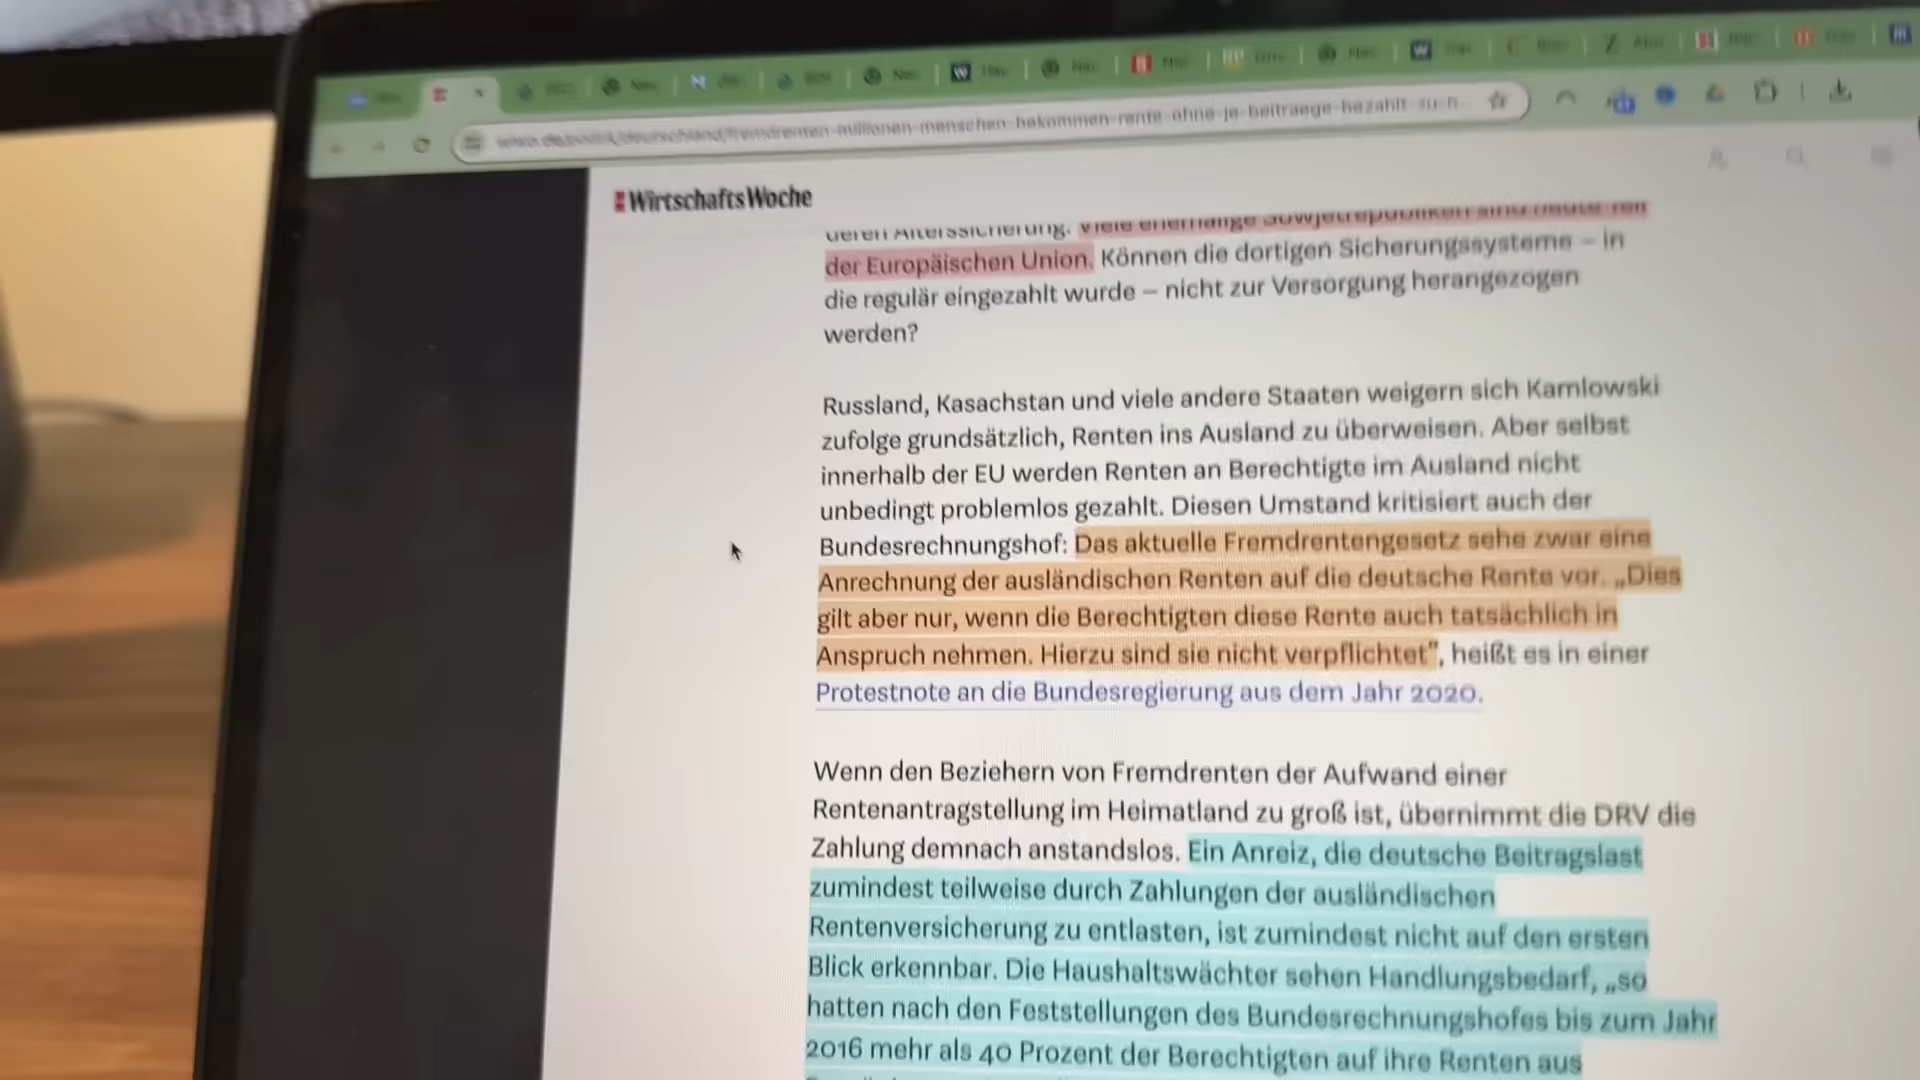 WirtschaftsWoche
deren Alterssicherung. Viele ehemalige Sowjetrepubliken sind heute Teil
der Europäischen Union. Können die dortigen Sicherungssysteme – in
die regulär eingezahlt wurde – nicht zur Versorgung herangezogen
werden?
Russland, Kasachstan und viele andere Staaten weigern sich Kamlowski
zufolge grundsätzlich, Renten ins Ausland zu überweisen. Aber selbst
innerhalb der EU werden Renten an Berechtigte im Ausland nicht
unbedingt problemlos gezahlt. Diesen Umstand kritisiert auch der
Bundesrechnungshof: Das aktuelle Fremdrentengesetz sehe zwar eine
Anrechnung der ausländischen Renten auf die deutsche Rente vor. „Dies
gilt aber nur, wenn die Berechtigten diese Rente auch tatsächlich in
Anspruch nehmen. Hierzu sind sie nicht verpflichtet“, heißt es in einer
Protestnote an die Bundesregierung aus dem Jahr 2020.
Wenn den Beziehern von Fremdrenten der Aufwand einer
Rentenantragstellung im Heimatland zu groß ist, übernimmt die DRV die
Zahlung demnach anstandslos. Ein Anreiz, die deutsche Beitragslast
zumindest teilweise durch Zahlungen der ausländischen
Rentenversicherung zu entlasten, ist zumindest nicht auf den ersten
Blick erkennbar. Die Haushaltswächter sehen Handlungsbedarf, „so
hatten nach den Feststellungen des Bundesrechnungshofes bis zum Jahr
2016 mehr als 40 Prozent der Berechtigten auf ihre Renten aus